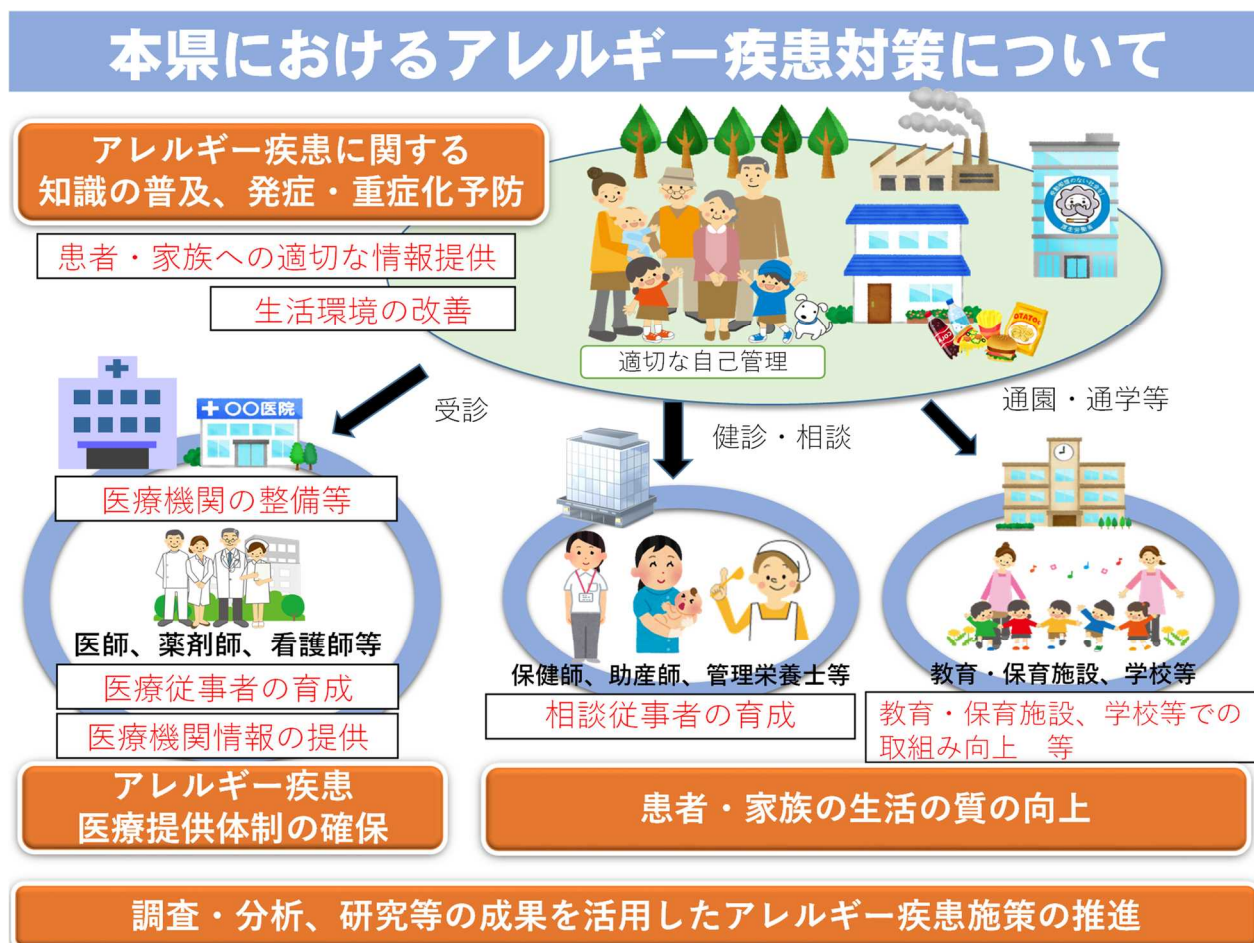 本県におけるアレルギー疾患対策について
アレルギー疾患に関する
知識の普及、発症・重症化予防
患者・家族への適切な情報提供
生活環境の改善
適切な自己管理
受診
健診・相談
通園・通学等
〇〇医院
医療機関の整備等
医師、薬剤師、看護師等
医療従事者の育成
医療機関情報の提供
アレルギー疾患
医療提供体制の確保
保健師、助産師、管理栄養士等
相談従事者の育成
教育・保育施設、学校等
教育・保育施設、学校等での
取組み向上　等
患者・家族の生活の質の向上
調査・分析、研究等の成果を活用したアレルギー疾患施策の推進